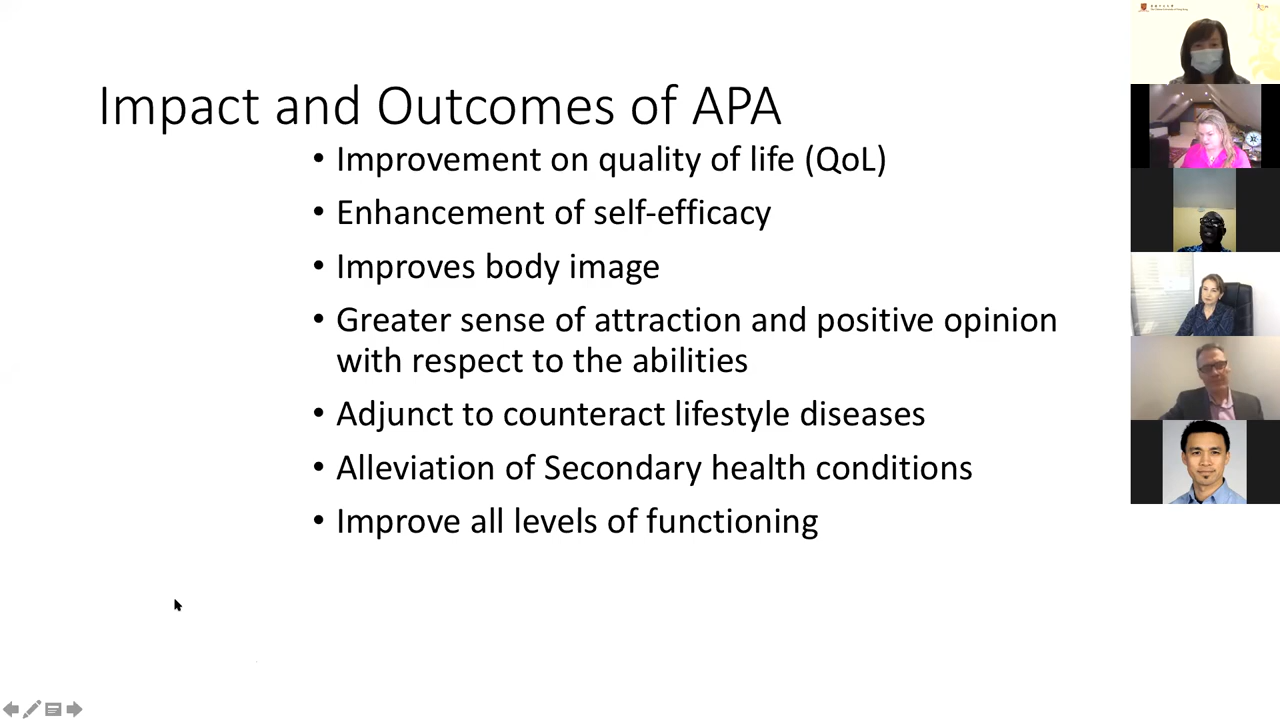 Impact and Outcomes of APA
• Improvement on quality of life (QoL)
• Enhancement of self-efficacy
• Improves body image
• Greater sense of attraction and positive opinion
with respect to the abilities
• Adjunct to counteract lifestyle diseases
• Alleviation of Secondary health conditions
• Improve all levels of functioning